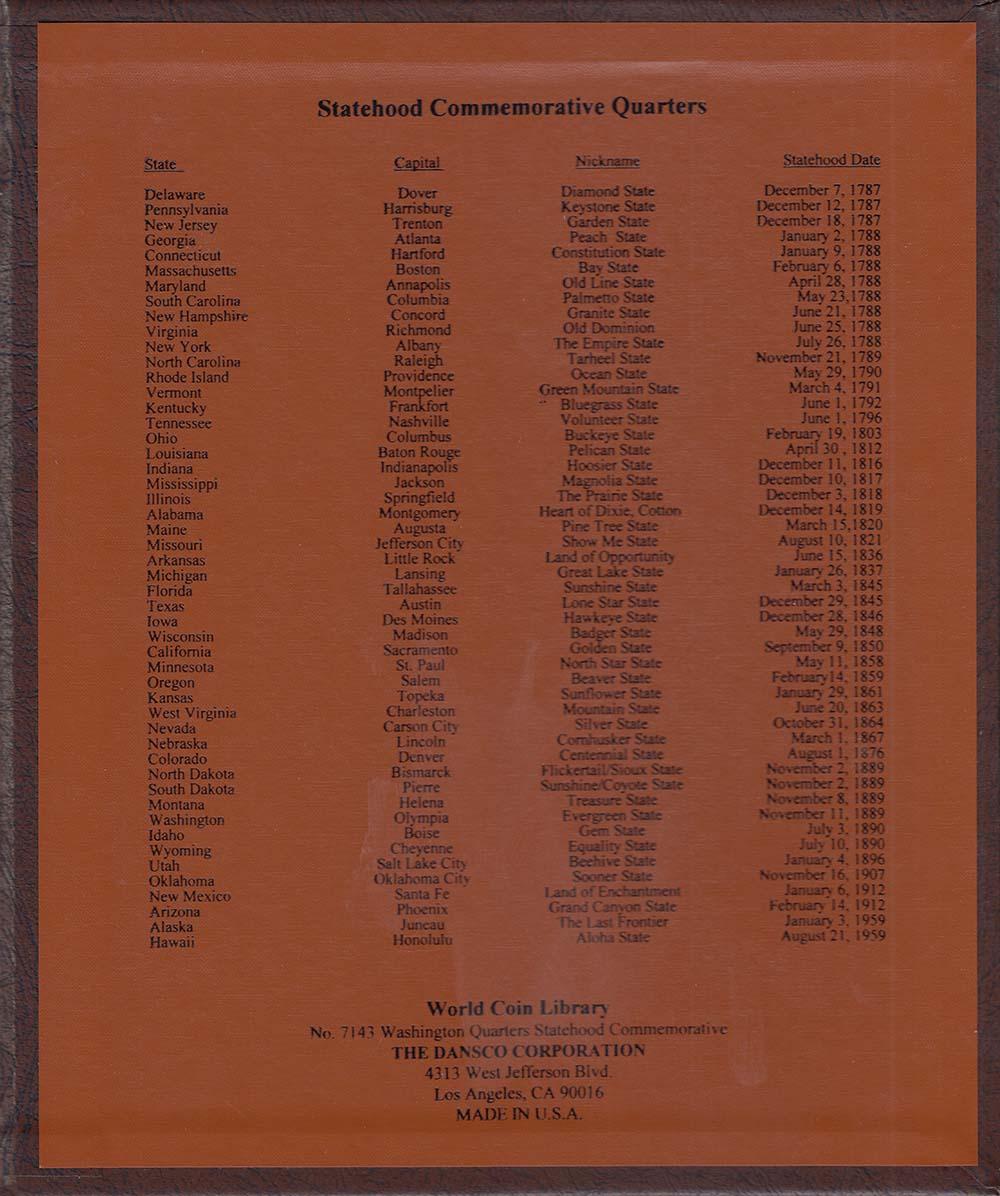 Statehood Commemorative Quarters
State Capital Nickname Statehood Date
Delaware Dover Diamond State December 7, 1787
Pennsylvania Harrisburg Keystone State December 12, 1787
New Jersey Trenton Garden State December 18, 1787
Georgia Atlanta Peach State January 2, 1788
Connecticut Hartford Constitution State January 9, 1788
Massachusetts Boston Bay State February 6, 1788
Maryland Annapolis Old Line State April 28, 1788
South Carolina Columbia Palmetto State May 23,1788
New Hampshire Concord Granite State June 21, 1788
Virginia Richmond Old Dominion June 25, 1788
New York Albany The Empire State July 26, 1788
North Carolina Raleigh Tarheel State November 21, 1789
Rhode Island Providence Ocean State May 29, 1790
Vermont Montpelier Green Mountain State March 4, 1791
Kentucky Frankfort Bluegrass State June 1, 1792
Tennessee Nashville Volunteer State June 1, 1796
Ohio Columbus Buckeye State February 19, 1803
Louisiana Baton Rouge Pelican State April 30 , 1812
Indiana Indianapolis Hoosier State December 11, 1816
Mississippi Jackson Magnolia State December 10, 1817
Illinois Springfield The Prairie State December 3, 1818
Alabama Montgomery Heart of Dixie, Cotton December 14, 1819
Maine Augusta Pine Tree State March 15,1820
Missouri Jefferson City Show Me State August 10, 1821
Arkansas Little Rock Land of Opportunity June 15, 1836
Michigan Lansing Great Lake State January 26, 1837
Florida Tallahassee Sunshine State March 3, 1845
Texas Austin Lone Star State December 29, 1845
Iowa Des Moines Hawkeye State December 28, 1846
Wisconsin Madison Badger State May 29, 1848
California Sacramento Golden State September 9, 1850
Minnesota St. Paul North Star State May 11, 1858
Oregon Salem Beaver State February14, 1859
Kansas Topeka Sunflower State January 29, 1861
West Virginia Charleston Mountain State June 20, 1863
Nevada Carson City Silver State October 31, 1864
Nebraska Lincoln Cornhusker State March 1, 1867
Colorado Denver Centennial State August 1, 1876
North Dakota Bismarck Flickertail/Sioux State November 2, 1889
South Dakota Pierre Sunshine/Coyote State November 2, 1889
Montana Helena Treasure State November 8, 1889
Washington Olympia Evergreen State November 11, 1889
Idaho Boise Gem State July 3, 1890
Wyoming Cheyenne Equality State July 10, 1890
Utah Salt Lake City Beehive State January 4, 1896
Oklahoma Oklahoma City Sooner State November 16, 1907
New Mexico Santa Fe Land of Enchantment January 6, 1912
Arizona Phoenix Grand Canyon State February 14, 1912
Alaska Juneau The Last Frontier January 3, 1959
Hawaii Honolulu Aloha State August 21, 1959
World Coin Library
No. 7143 Washington Quarters Statehood Commemorative
THE DANSCO CORPORATION
4313 West Jefferson Blvd.
Los Angeles, CA 90016
MADE IN U.S.A.